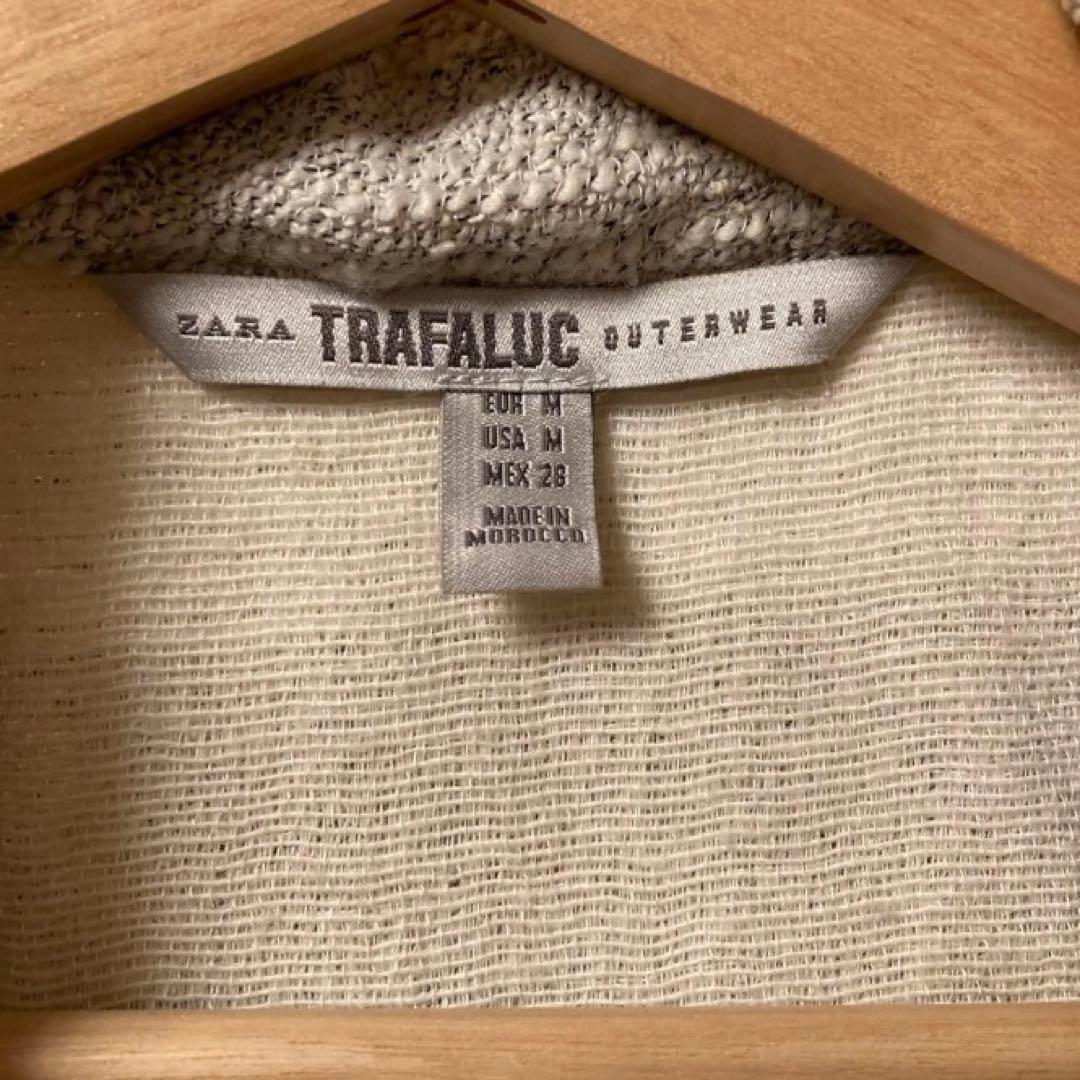 ZARA TRAFALUC OUTERWEAR
EUR M
USA M
MEX 28
MADE IN
MOROCCO